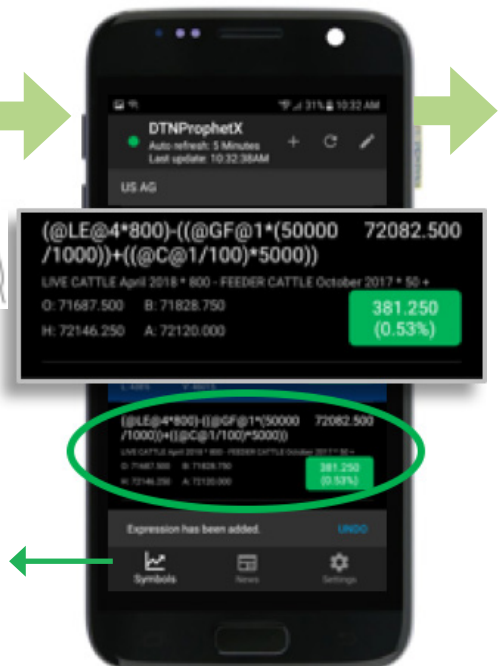 31% 10:32 AM
DTNProphetX
Auto refresh: 5 Minutes
Last update: 10:32:38AM
US AG
(@LE@4*800)-((@GF@1*(50000 72082.500
/1000))+((@C@1/100)*5000))
LIVE CATTLE April 2018 * 800 - FEEDER CATTLE October 2017 * 50 +
O: 71687.500 B: 71828.750 381.250
H: 72146.250 A: 72120.000 (0.53%)
(@LE@4*800)-((@GF@1*(50000 72082.500
/1000))+((@C@1/100)*5000))
LIVE CATTLE April 2018 * 800 - FEEDER CATTLE October 2017 * 50 +
O: 71687.500 B: 71828.750 381.250
H: 72146.250 A: 72120.000 (0.53%)
Expression has been added. UNDO
Symbols News Settings